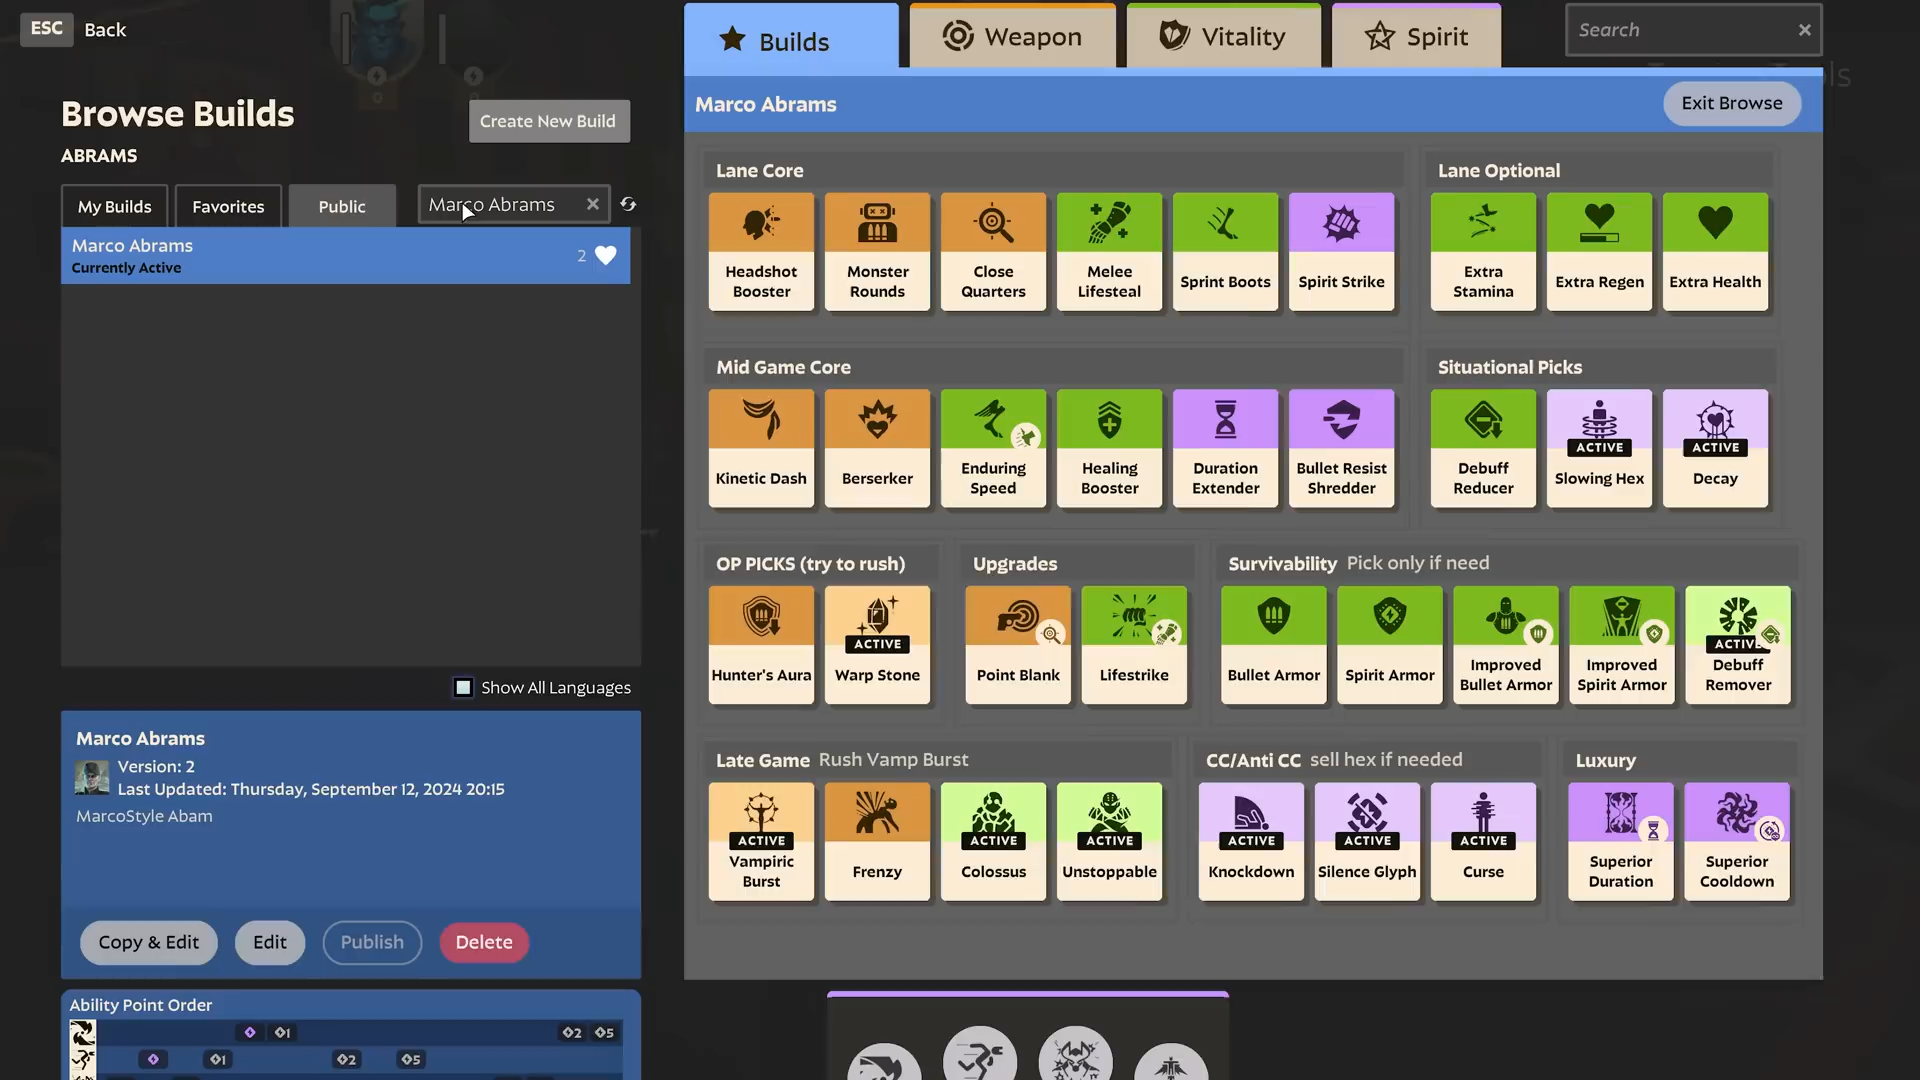 ESC Back
Builds
Weapon
Vitality
Spirit
Search
Browse Builds
Create New Build
ABRAMS
My Builds
Favorites
Public
Marco Abrams
Marco Abrams
Currently Active
2
Show All Languages
Marco Abrams
Version: 2
Last Updated: Thursday, September 12, 2024 20:15
MarcoStyle Abam
Copy & Edit
Edit
Publish
Delete
Ability Point Order
1
2
5
1
2
5
Marco Abrams
Exit Browse
Lane Core
Headshot
Booster
Monster
Rounds
Close
Quarters
Melee
Lifesteal
Sprint Boots
Spirit Strike
Lane Optional
Extra
Stamina
Extra Regen
Extra Health
Mid Game Core
Kinetic Dash
Berserker
Enduring
Speed
Healing
Booster
Duration
Extender
Bullet Resist
Shredder
Situational Picks
Debuff
Reducer
ACTIVE
Slowing Hex
ACTIVE
Decay
OP PICKS (try to rush)
Hunter's Aura
ACTIVE
Warp Stone
Upgrades
Point Blank
Lifestrike
Survivability Pick only if need
Bullet Armor
Spirit Armor
Improved
Bullet Armor
Improved
Spirit Armor
ACTIVE
Debuff
Remover
Late Game Rush Vamp Burst
ACTIVE
Vampiric
Burst
Frenzy
ACTIVE
Colossus
ACTIVE
Unstoppable
CC/Anti CC sell hex if needed
ACTIVE
Knockdown
ACTIVE
Silence Glyph
ACTIVE
Curse
Luxury
Superior
Duration
Superior
Cooldown